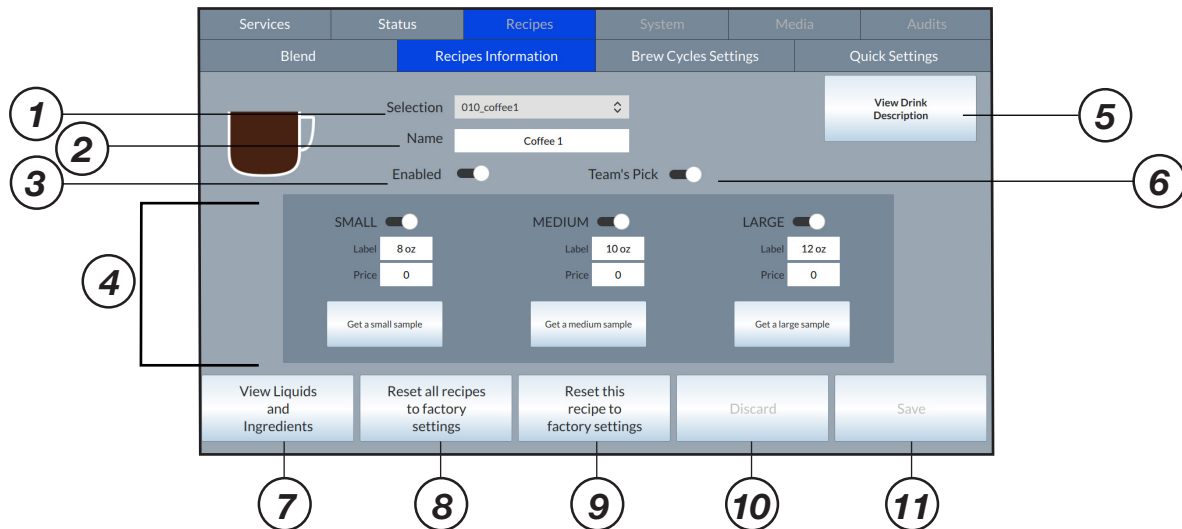 Services Status Recipes System Media Audits
Blend Recipes Information Brew Cycles Settings Quick Settings
1 Selection 010_coffee1 View Drink
Description 5
2 Name Coffee 1
3 Enabled Team's Pick 6
4
SMALL MEDIUM LARGE
Label 8 oz Label 10 oz Label 12 oz
Price 0 Price 0 Price 0
Get a small sample Get a medium sample Get a large sample
View Liquids
and
Ingredients
Reset all recipes
to factory
settings
Reset this
recipe to
factory settings
Discard
Save
7 8 9 10 11